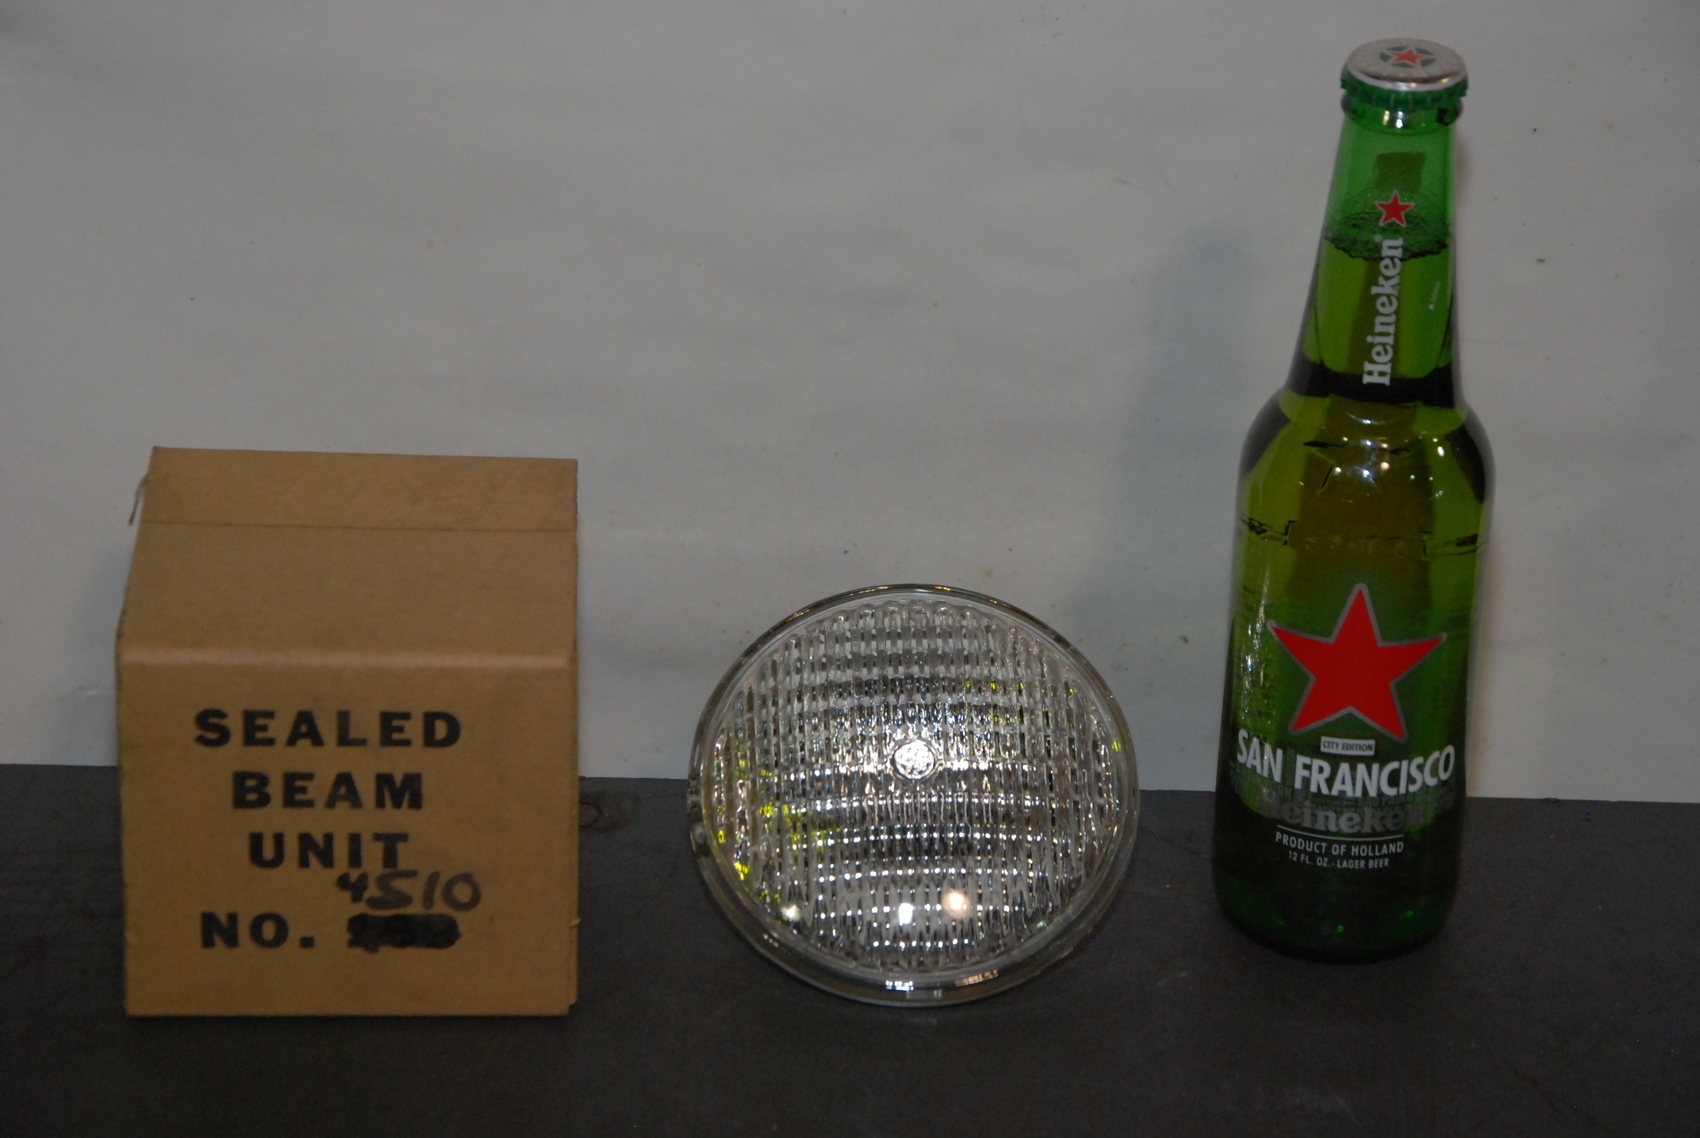 SEALED
BEAM
UNIT
4510
NO.
Heineken
CITY EDITION
SAN FRANCISCO
Heineken
PRODUCT OF HOLLAND
12 FL. OZ. - LAGER BEER